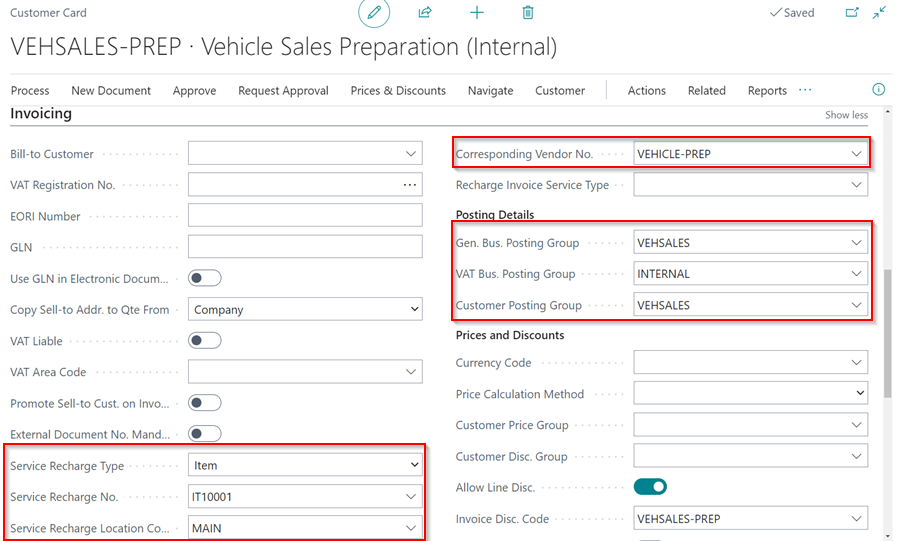 Customer Card
Saved
VEHSALES-PREP · Vehicle Sales Preparation (Internal)
Process New Document Approve Request Approval Prices & Discounts Navigate Customer Actions Related Reports ...
Invoicing
Show less
Bill-to Customer
VAT Registration No.
EORI Number
GLN
Use GLN in Electronic Docum...
Copy Sell-to Addr. to Qte From Company
VAT Liable
VAT Area Code
Promote Sell-to Cust. on Invo...
External Document No. Mand...
Service Recharge Type Item
Service Recharge No. IT10001
Service Recharge Location Co... MAIN
Corresponding Vendor No. VEHICLE-PREP
Recharge Invoice Service Type
Posting Details
Gen. Bus. Posting Group VEHSALES
VAT Bus. Posting Group INTERNAL
Customer Posting Group VEHSALES
Prices and Discounts
Currency Code
Price Calculation Method
Customer Price Group
Customer Disc. Group
Allow Line Disc.
Invoice Disc. Code VEHSALES-PREP